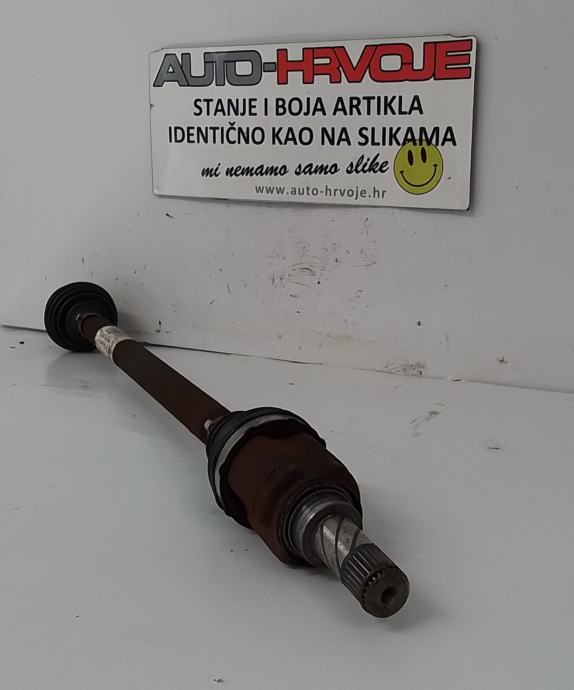 AUTO-HRVOJE
STANJE I BOJA ARTIKLA
IDENTIČNO KAO NA SLIKAMA
mi nemamo samo slike
www.auto-hrvoje.hr